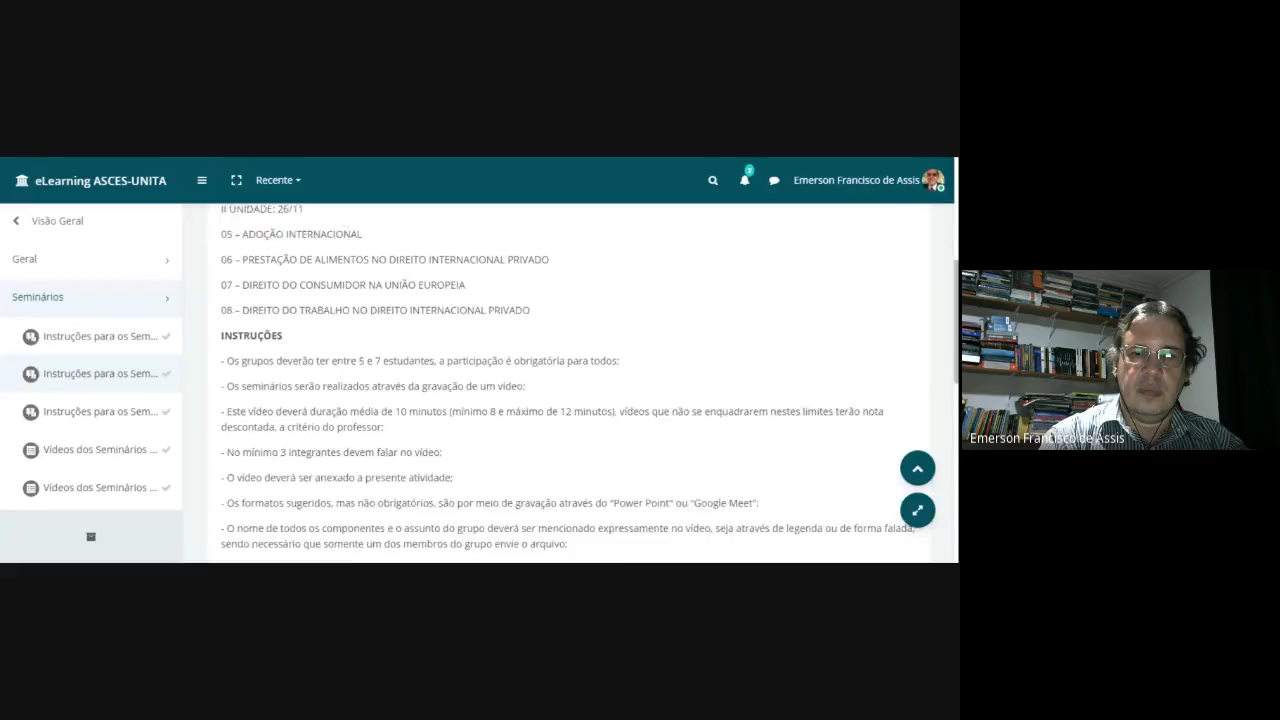 eLearning ASCES-UNITA
Recente
2
Emerson Francisco de Assis
Visão Geral
Geral
Seminários
Instruções para os Sem...
Instruções para os Sem...
Instruções para os Sem...
Vídeos dos Seminários ...
Vídeos dos Seminários ...
II UNIDADE: 26/11
05 – ADOÇÃO INTERNACIONAL
06 – PRESTAÇÃO DE ALIMENTOS NO DIREITO INTERNACIONAL PRIVADO
07 – DIREITO DO CONSUMIDOR NA UNIÃO EUROPEIA
08 – DIREITO DO TRABALHO NO DIREITO INTERNACIONAL PRIVADO
INSTRUÇÕES
- Os grupos deverão ter entre 5 e 7 estudantes, a participação é obrigatória para todos;
- Os seminários serão realizados através da gravação de um vídeo;
- Este vídeo deverá duração média de 10 minutos (mínimo 8 e máximo de 12 minutos), vídeos que não se enquadrarem nestes limites terão nota
descontada, a critério do professor;
- No mínimo 3 integrantes devem falar no vídeo;
- O vídeo deverá ser anexado a presente atividade;
- Os formatos sugeridos, mas não obrigatórios, são por meio de gravação através do "Power Point" ou "Google Meet";
- O nome de todos os componentes e o assunto do grupo deverá ser mencionado expressamente no vídeo, seja através de legenda ou de forma falada,
sendo necessário que somente um dos membros do grupo envie o arquivo;
Emerson Francisco de Assis